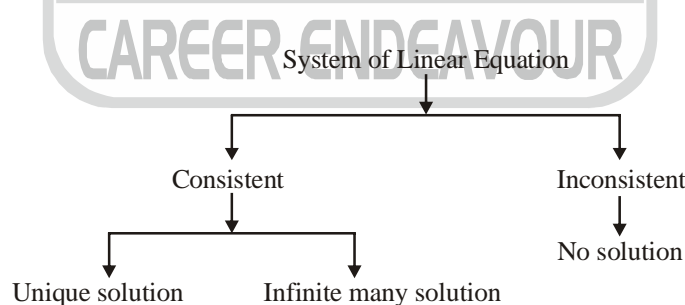 CAREER ENDEAVOUR
System of Linear Equation
Consistent
Inconsistent
No solution
Unique solution
Infinite many solution